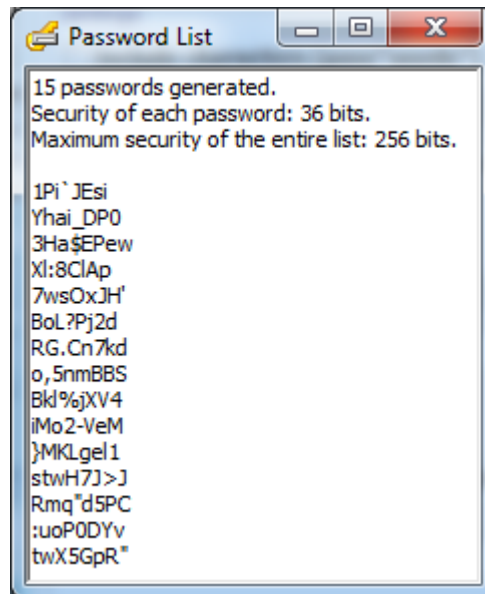 Password List
15 passwords generated.
Security of each password: 36 bits.
Maximum security of the entire list: 256 bits.
1Pi`JEsi
Yhai_DP0
3Ha$EPew
Xl:8ClAp
7wsOxJH'
BoL?Pj2d
RG.Cn7kd
o,5nmBBS
Bkl%jXV4
iMo2-VeM
}MKLgel1
stwH7J>J
Rmq"d5PC
:uoP0DYv
twX5GpR"